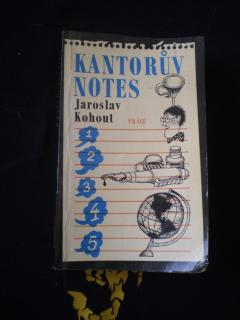 KANTORŮV
NOTES
Jaroslav
Kohout
PRÁCE
1
2
3
4
5